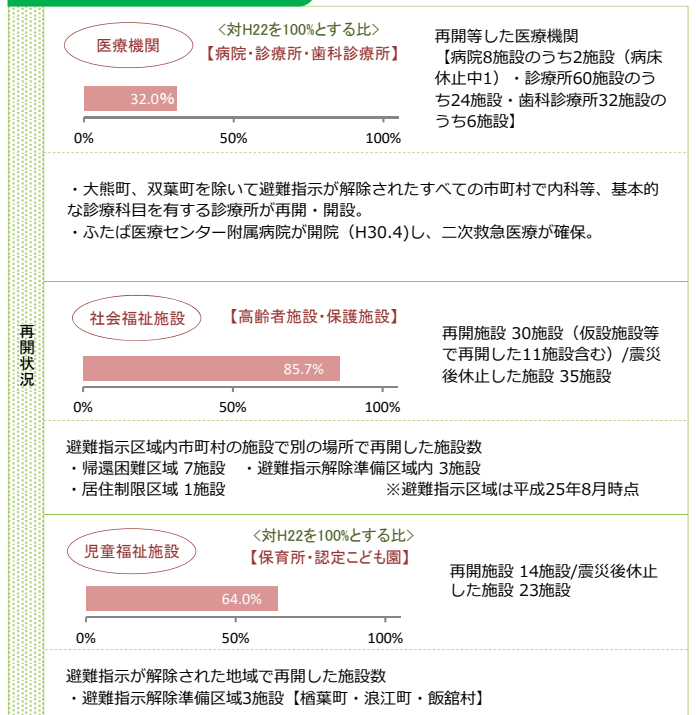 再開状況
医療機関
<対H22を100%とする比>
【病院・診療所・歯科診療所】
32.0%
0% 50% 100%
再開等した医療機関
【病院8施設のうち2施設（病床
休止中1）・診療所60施設のう
ち24施設・歯科診療所32施設の
うち6施設】
・大熊町、双葉町を除いて避難指示が解除されたすべての市町村で内科等、基本的
な診療科目を有する診療所が再開・開設。
・ふたば医療センター附属病院が開院（H30.4)し、二次救急医療が確保。
社会福祉施設
【高齢者施設・保護施設】
85.7%
0% 50% 100%
再開施設 30施設（仮設施設等
で再開した11施設含む）/震災
後休止した施設 35施設
避難指示区域内市町村の施設で別の場所で再開した施設数
・帰還困難区域 7施設 ・避難指示解除準備区域内 3施設
・居住制限区域 1施設 ※避難指示区域は平成25年8月時点
児童福祉施設
<対H22を100%とする比>
【保育所・認定こども園】
64.0%
0% 50% 100%
再開施設 14施設/震災後休止
した施設 23施設
避難指示が解除された地域で再開した施設数
・避難指示解除準備区域3施設【楢葉町・浪江町・飯舘村】